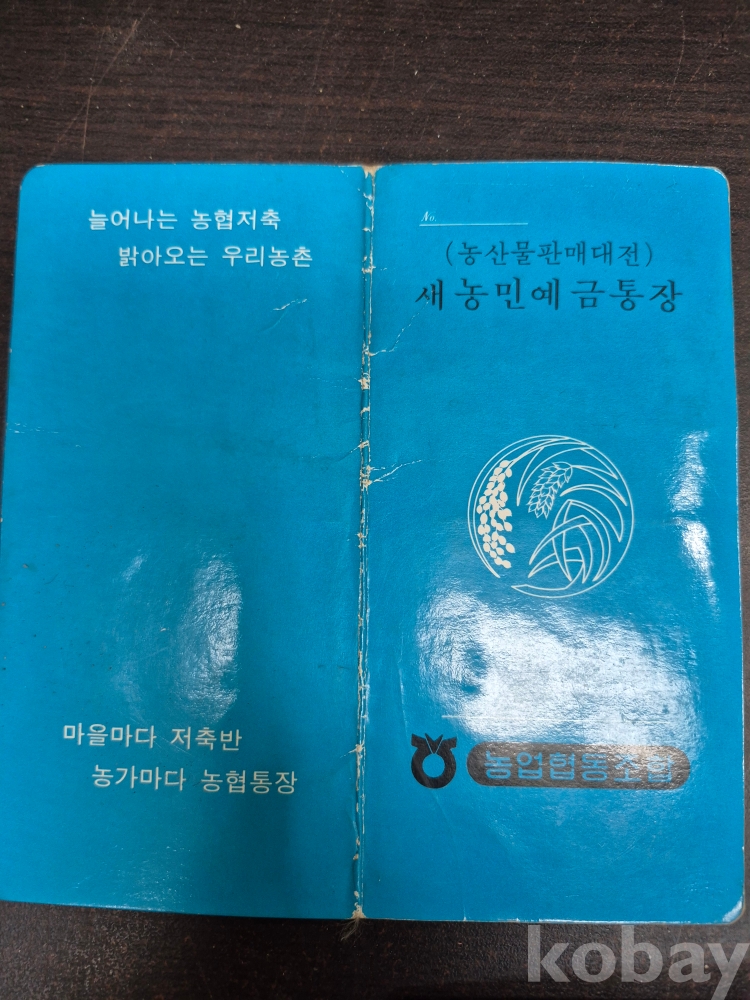 늘어나는 농협저축
밝아오는 우리농촌
마을마다 저축반
농가마다 농협통장
No.
(농산물판매대전)
새농민예금통장
농업협동조합
kobay